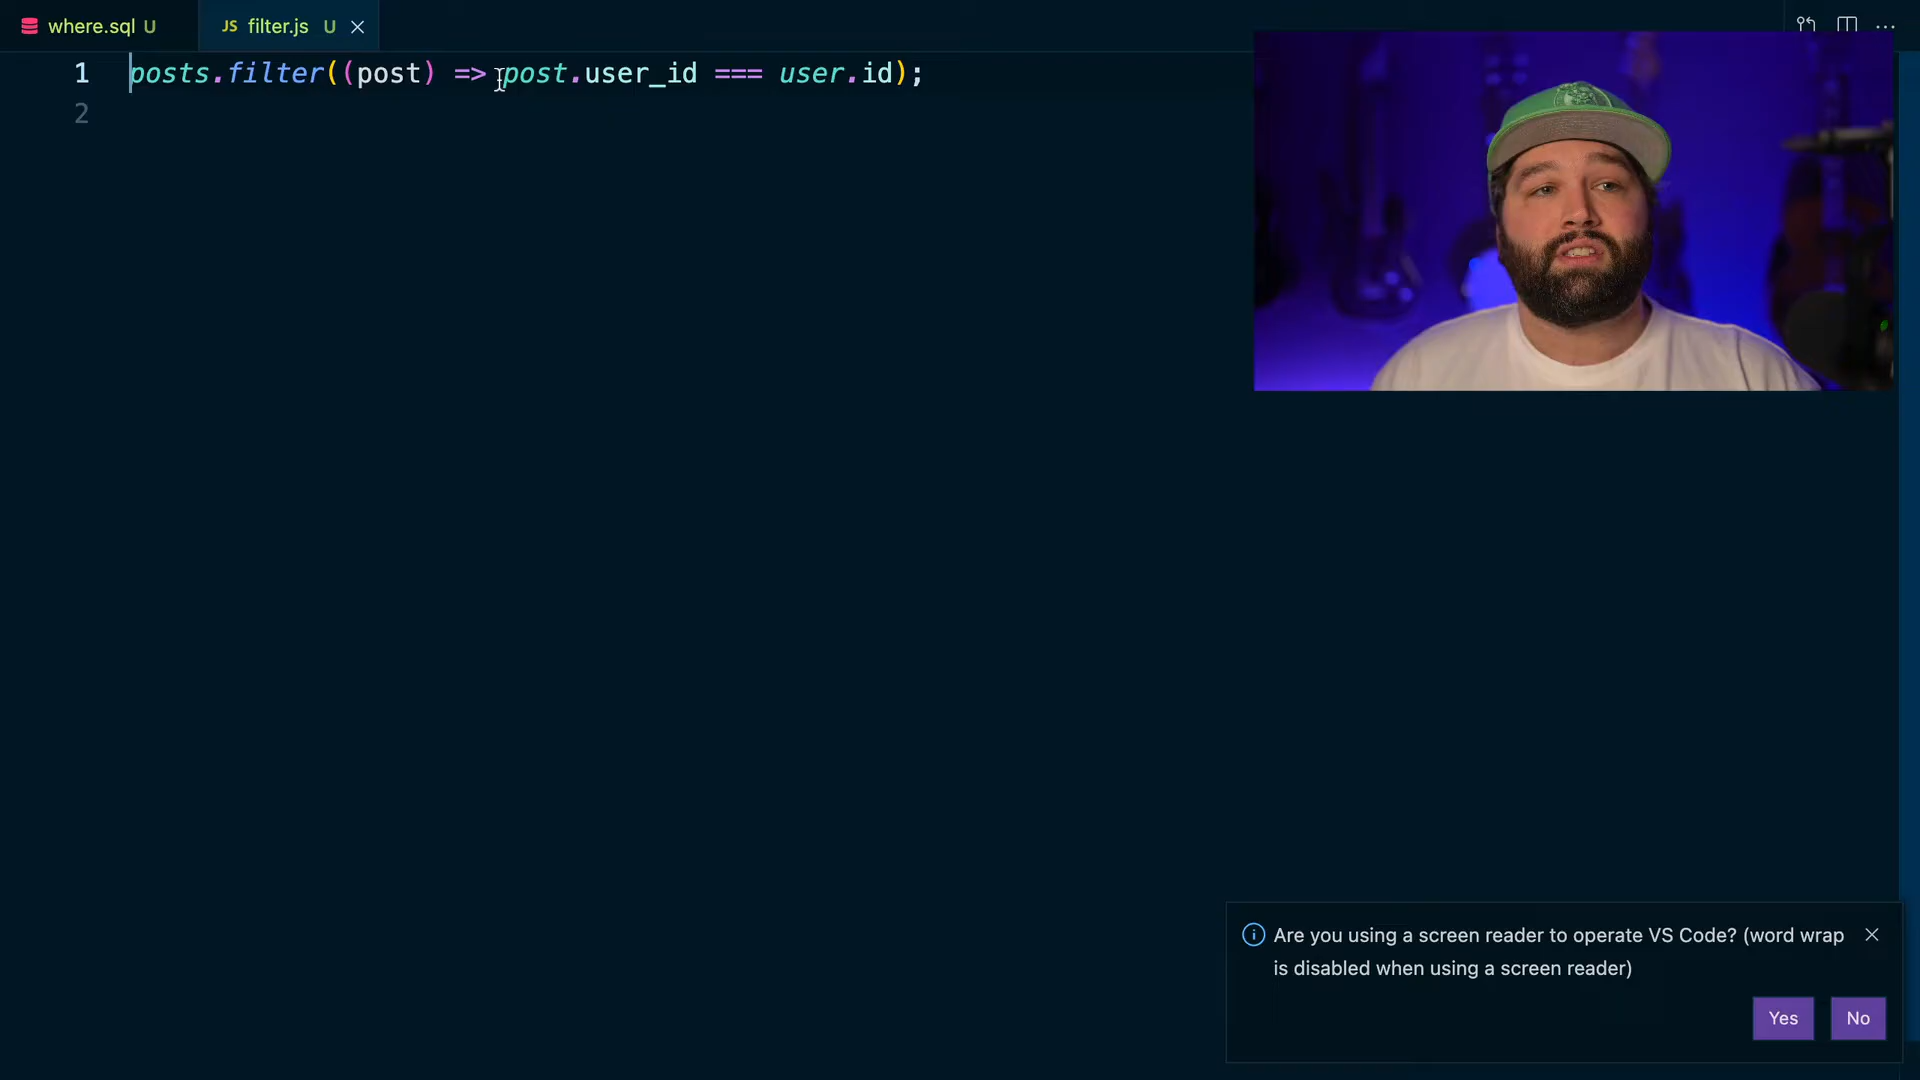 where.sql U
JS filter.js U
1 posts.filter((post) => post.user_id === user.id);
2
Are you using a screen reader to operate VS Code? (word wrap
is disabled when using a screen reader)
Yes No